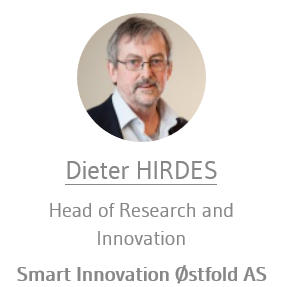 Dieter HIRDES
Head of Research and
Innovation
Smart Innovation Østfold AS